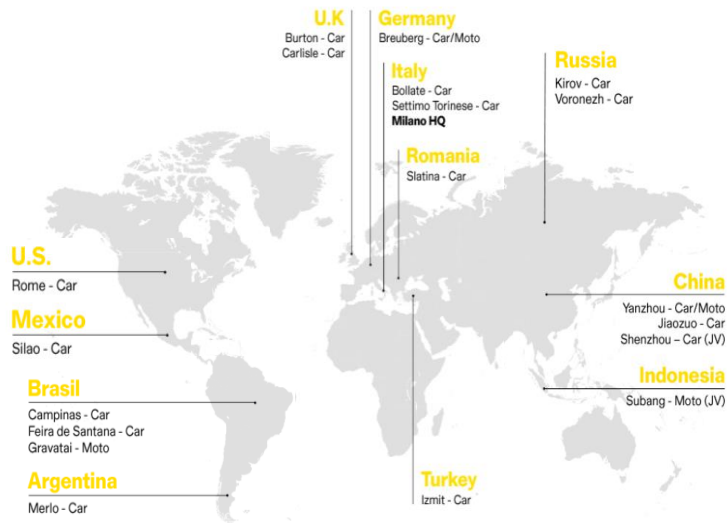 U.K
Burton - Car
Carlisle - Car
Germany
Breuberg - Car/Moto
Italy
Bollate - Car
Settimo Torinese - Car
Milano HQ
Russia
Kirov - Car
Voronezh - Car
Romania
Slatina - Car
U.S.
Rome - Car
Mexico
Silao - Car
China
Yanzhou - Car/Moto
Jiaozuo - Car
Shenzhou – Car (JV)
Indonesia
Subang - Moto (JV)
Brasil
Campinas - Car
Feira de Santana - Car
Gravatai - Moto
Argentina
Merlo - Car
Turkey
Izmit - Car